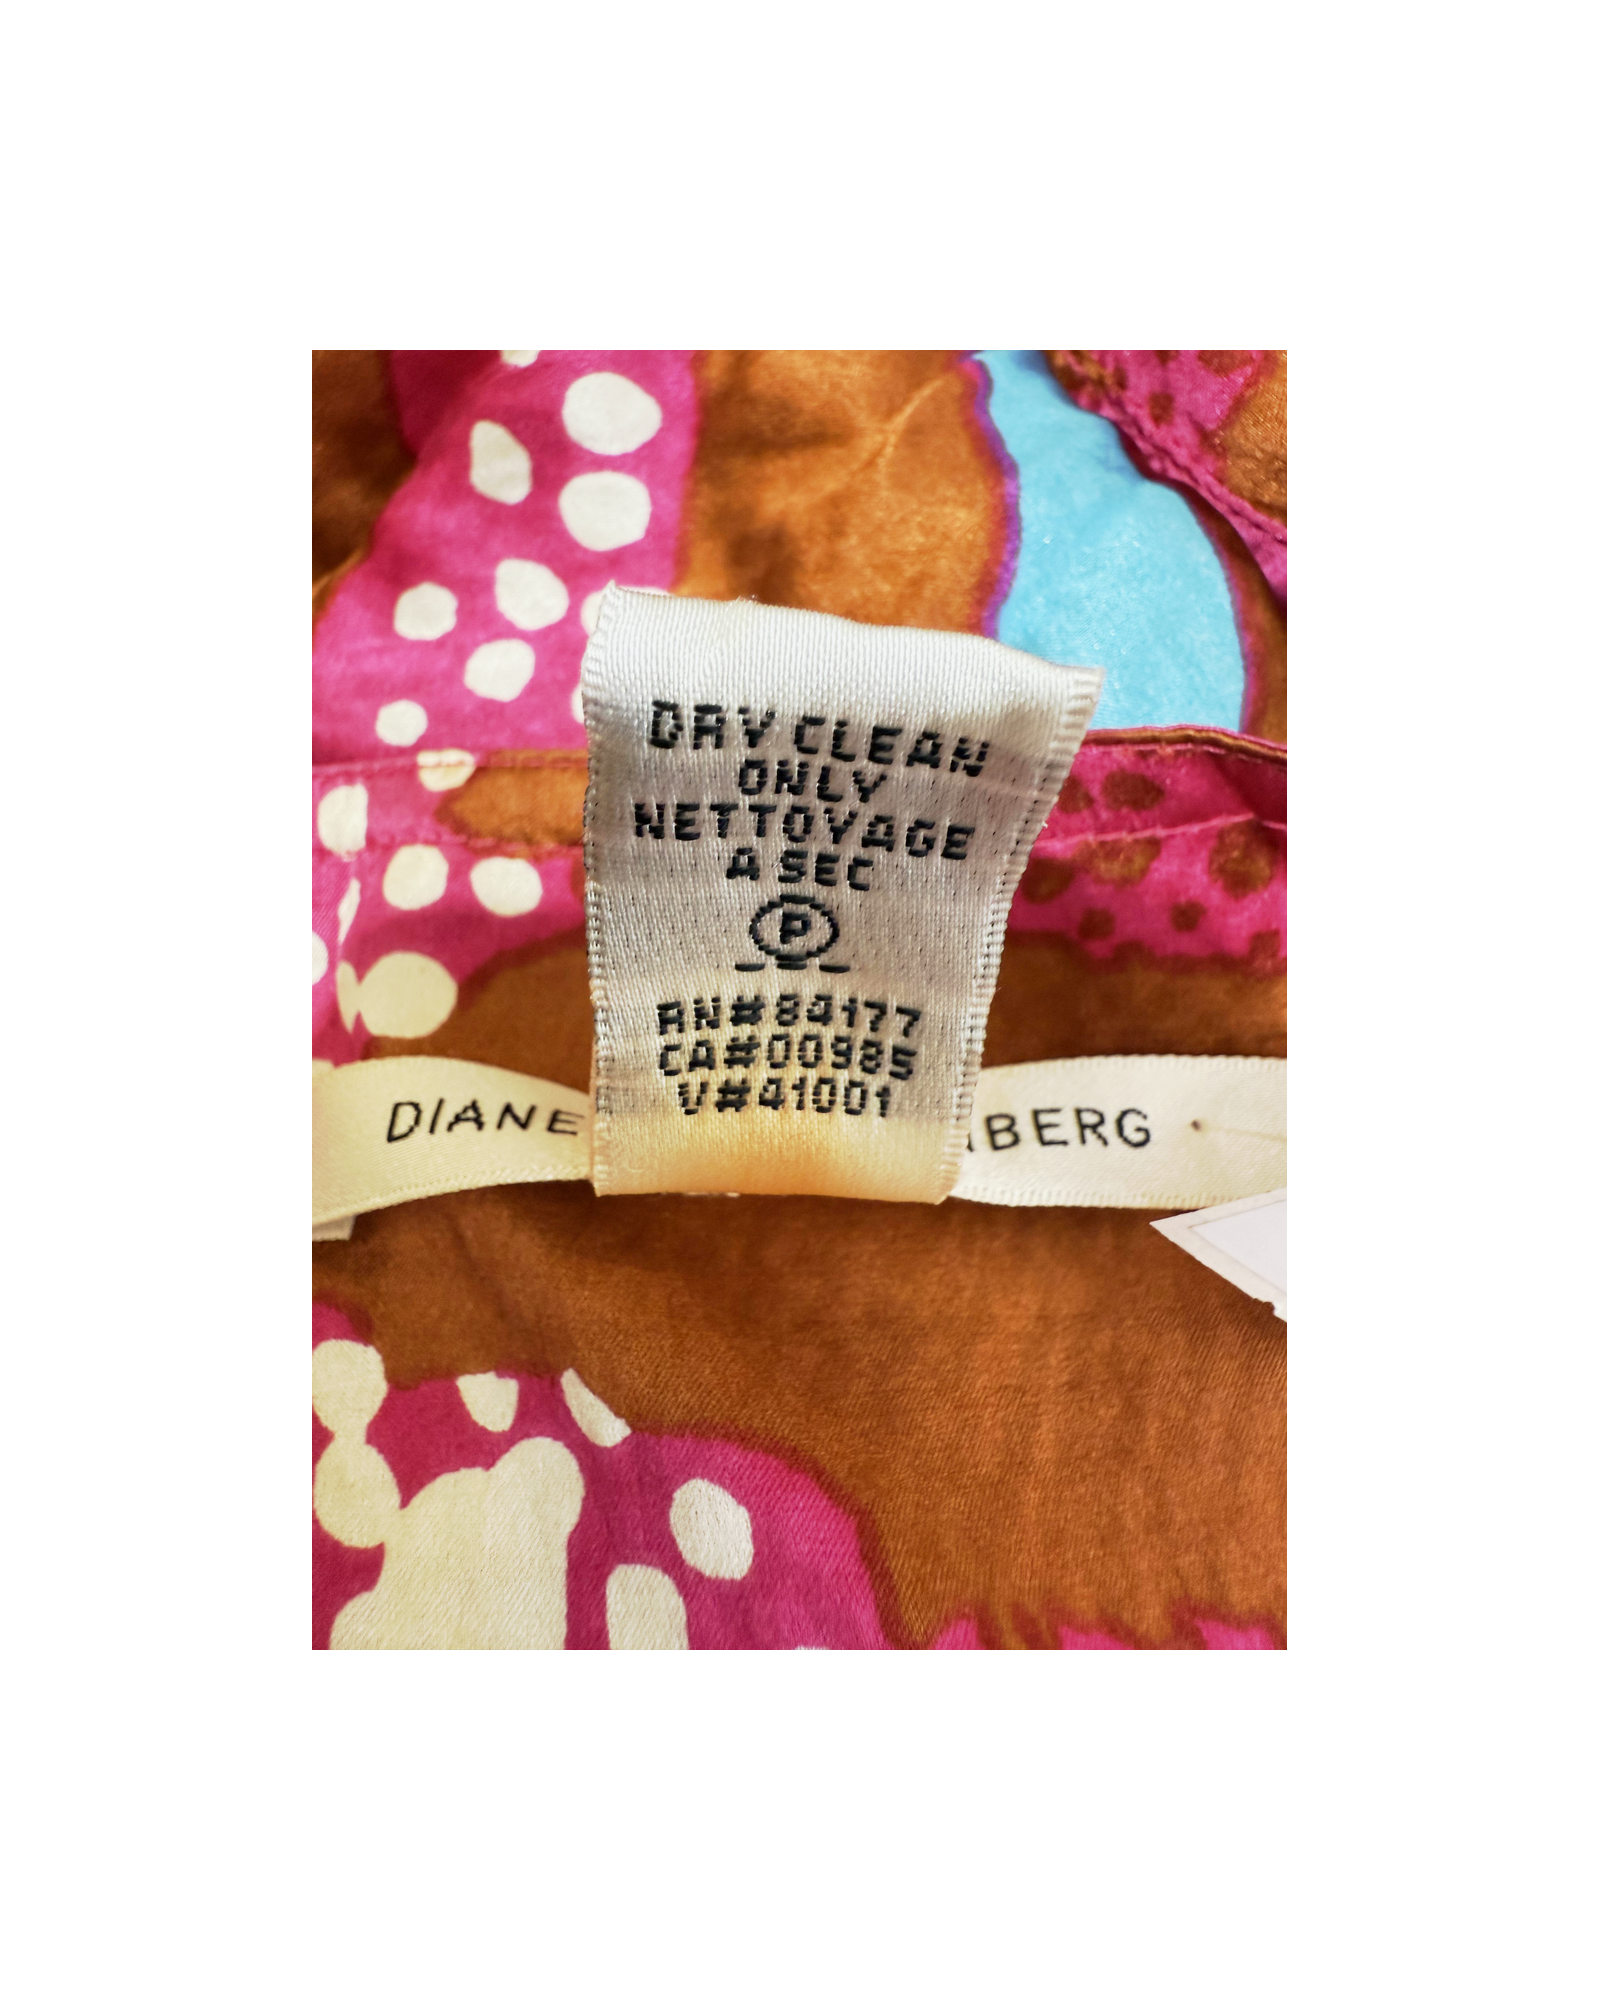 DRY CLEAN
ONLY
NETTOYAGE
A SEC
P
RN#84177
CA#00985
V#41001
DIANE
BERG